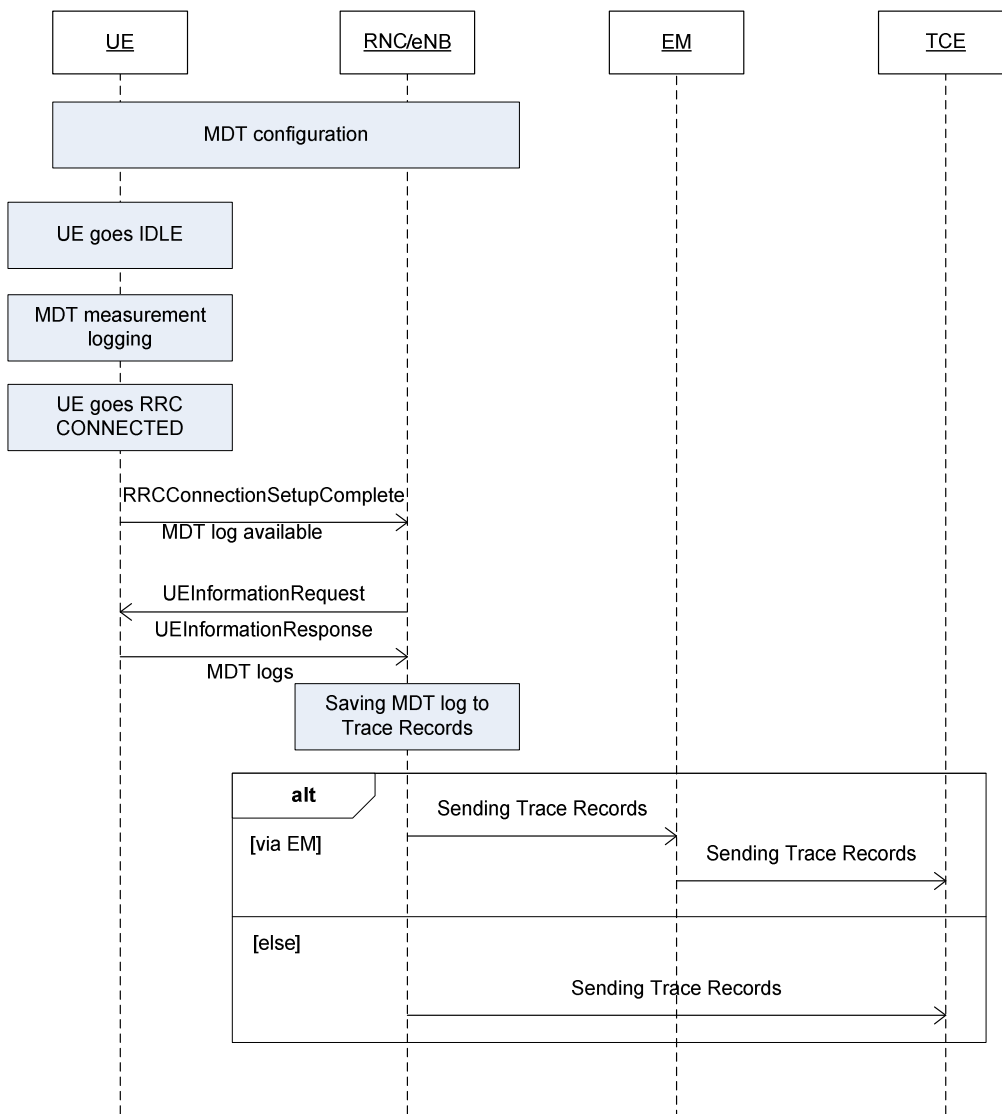 UE
RNC/eNB
EM
TCE
MDT configuration
UE goes IDLE
MDT measurement
logging
UE goes RRC
CONNECTED
RRCConnectionSetupComplete
MDT log available
UEInformationRequest
UEInformationResponse
MDT logs
Saving MDT log to
Trace Records
alt
[via EM]
Sending Trace Records
Sending Trace Records
[else]
Sending Trace Records